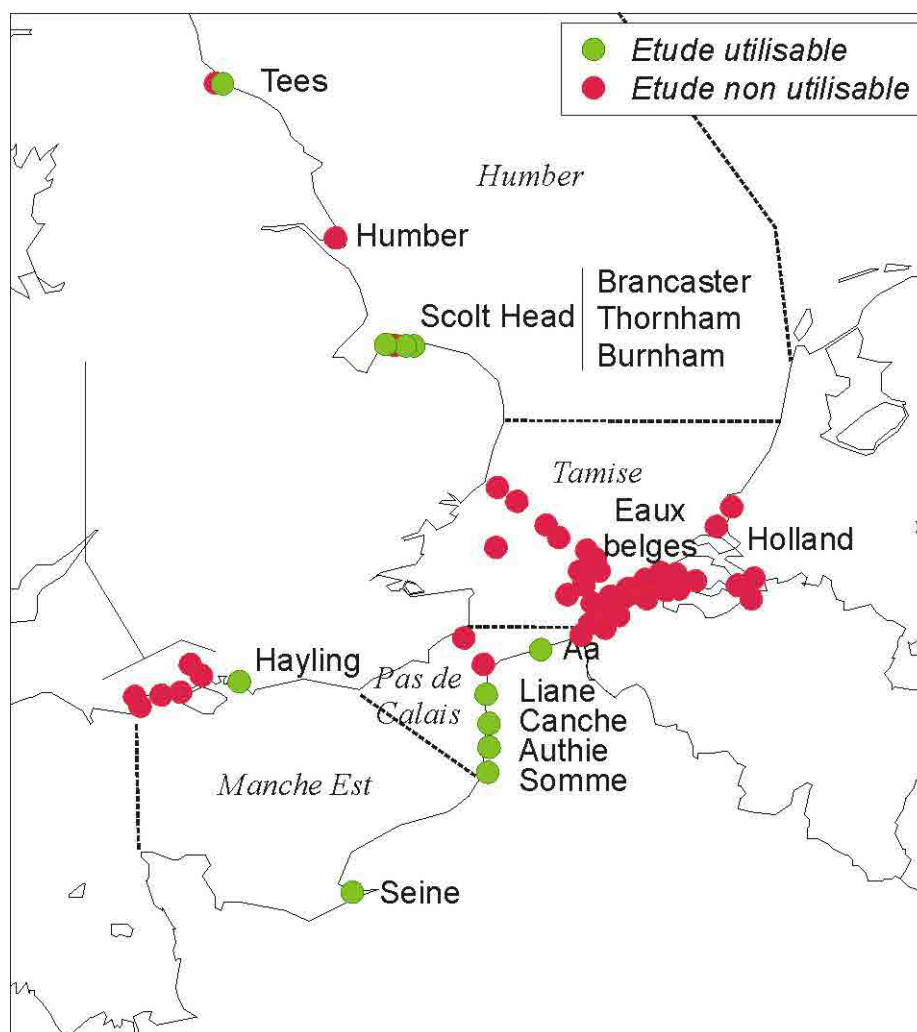 Etude utilisable
Etude non utilisable
Tees
Humber
Humber
Scolt Head
Brancaster
Thornham
Burnham
Tamise
Eaux
belges
Holland
Hayling
Aa
Pas de
Calais
Liane
Canche
Authie
Somme
Manche Est
Seine